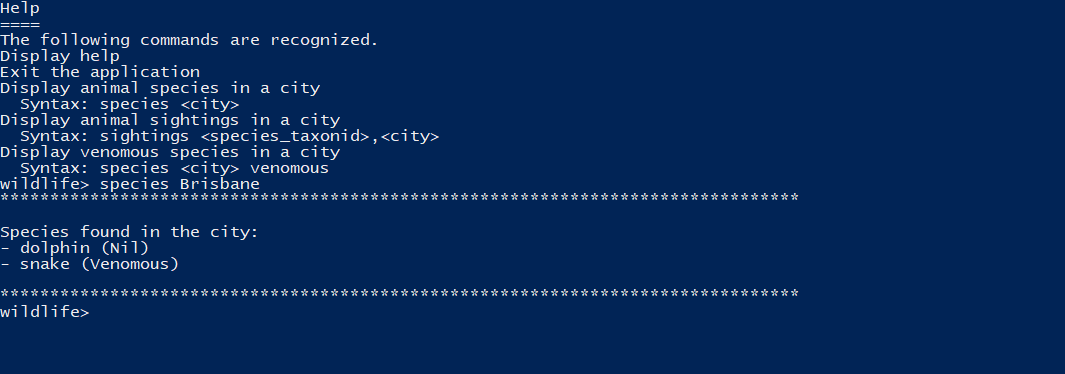 Help
====
The following commands are recognized.
Display help
Exit the application
Display animal species in a city
  Syntax: species <city>
Display animal sightings in a city
  Syntax: sightings <species_taxonid>,<city>
Display venomous species in a city
  Syntax: species <city> venomous
wildlife> species Brisbane
********************************************************************************
Species found in the city:
- dolphin (Nil)
- snake (Venomous)
********************************************************************************
wildlife>